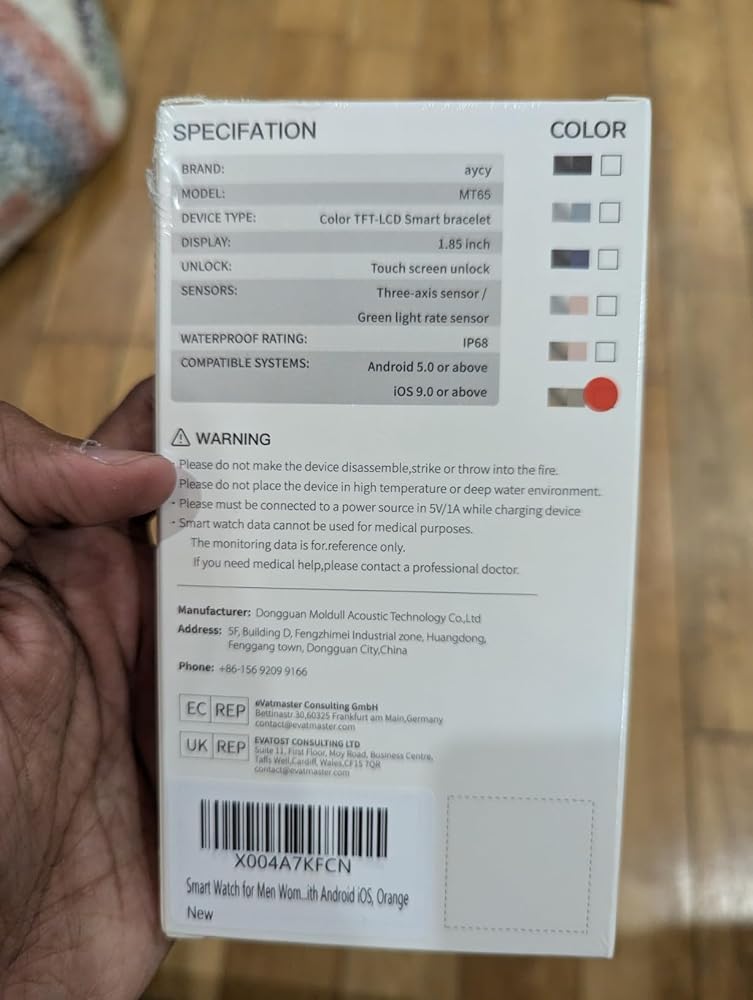 SPECIFATION
COLOR
BRAND: aycy
MODEL: MT65
DEVICE TYPE: Color TFT-LCD Smart bracelet
DISPLAY: 1.85 inch
UNLOCK: Touch screen unlock
SENSORS: Three-axis sensor /
Green light rate sensor
WATERPROOF RATING: IP68
COMPATIBLE SYSTEMS: Android 5.0 or above
iOS 9.0 or above
WARNING
· Please do not make the device disassemble,strike or throw into the fire.
· Please do not place the device in high temperature or deep water environment.
· Please must be connected to a power source in 5V/1A while charging device
· Smart watch data cannot be used for medical purposes.
The monitoring data is for.reference only.
If you need medical help,please contact a professional doctor.
Manufacturer: Dongguan Moldull Acoustic Technology Co.,Ltd
Address: 5F, Building D, Fengzhimei Industrial zone, Huangdong,
Fenggang town, Dongguan City,China
Phone: +86-156 9209 9166
EC REP
eVatmaster Consulting GmbH
Bettinastr.30,60325 Frankfurt am Main,Germany
contact@evatmaster.com
UK REP
EVATOST CONSULTING LTD
Suite 11, First Floor, Moy Road, Business Centre,
Taffs Well,Cardiff, Wales,CF15 7QR
contact@evatmaster.com
X004A7KFCN
Smart Watch for Men Wom...ith Android iOS, Orange
New